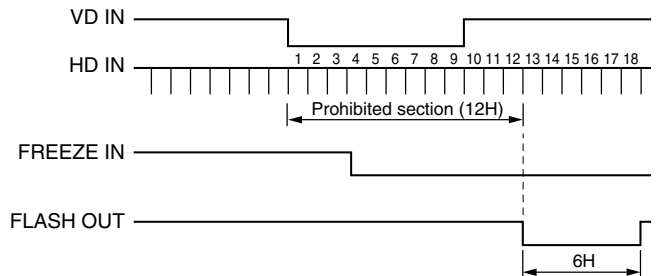 VD IN
HD IN
1 2 3 4 5 6 7 8 9 10 11 12 13 14 15 16 17 18
Prohibited section (12H)
FREEZE IN
FLASH OUT
6H